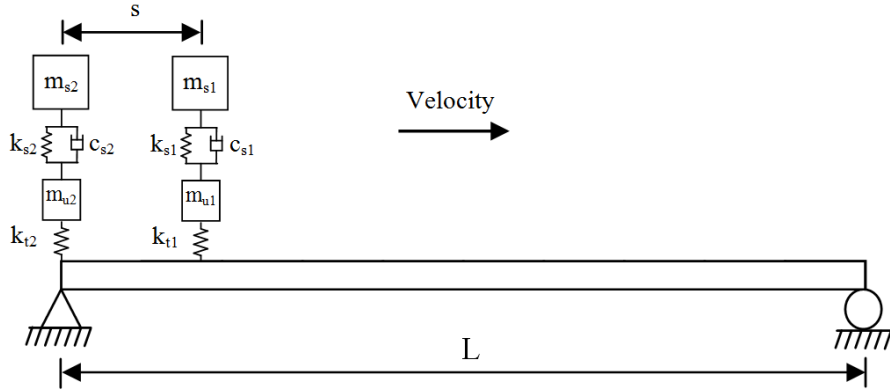 s
m_s2
m_s1
Velocity
k_s2
c_s2
k_s1
c_s1
m_u2
m_u1
k_t2
k_t1
L